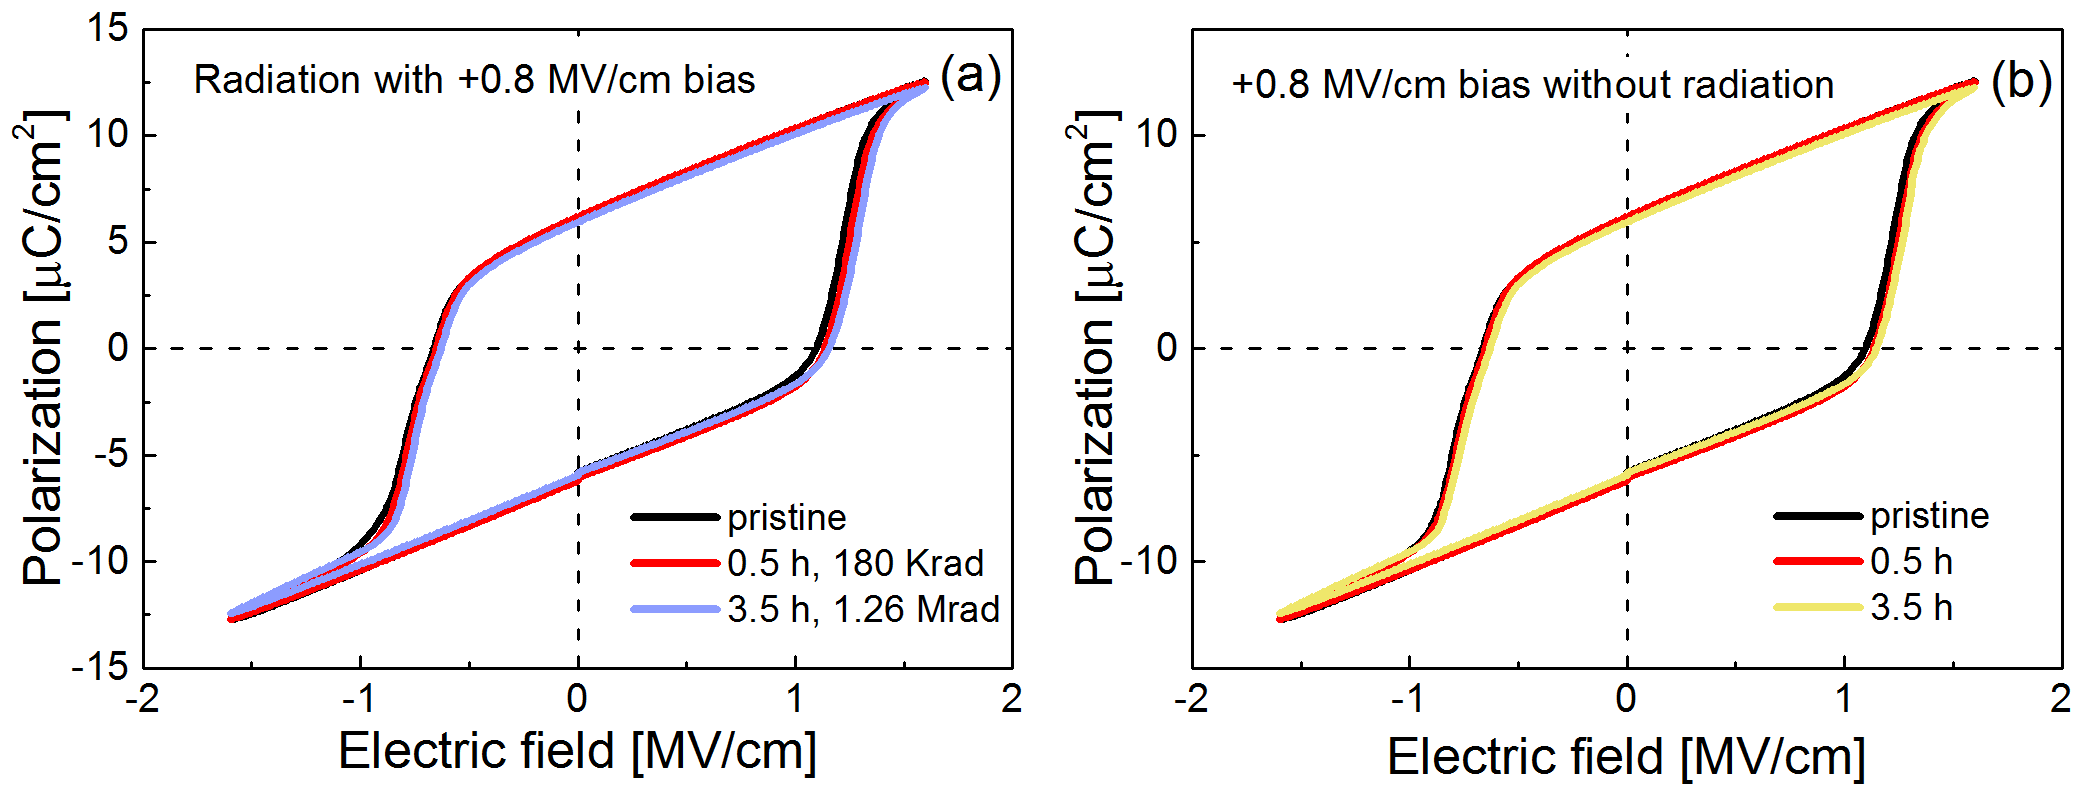 Radiation with +0.8 MV/cm bias
(a)
Polarization [μC/cm²]
15
10
5
0
-5
-10
-15
pristine
0.5 h, 180 Krad
3.5 h, 1.26 Mrad
-2 -1 0 1 2
Electric field [MV/cm]
+0.8 MV/cm bias without radiation
(b)
Polarization [μC/cm²]
10
0
-10
pristine
0.5 h
3.5 h
-2 -1 0 1 2
Electric field [MV/cm]